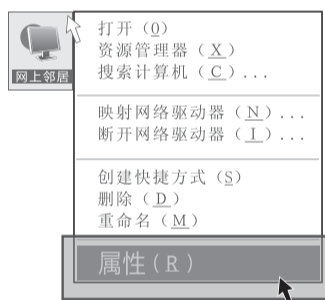 网上邻居
打开（0）
资源管理器（X）
搜索计算机（C）...
映射网络驱动器（N）...
断开网络驱动器（I）...
创建快捷方式（S）
删除（D）
重命名（M）
属性（R）